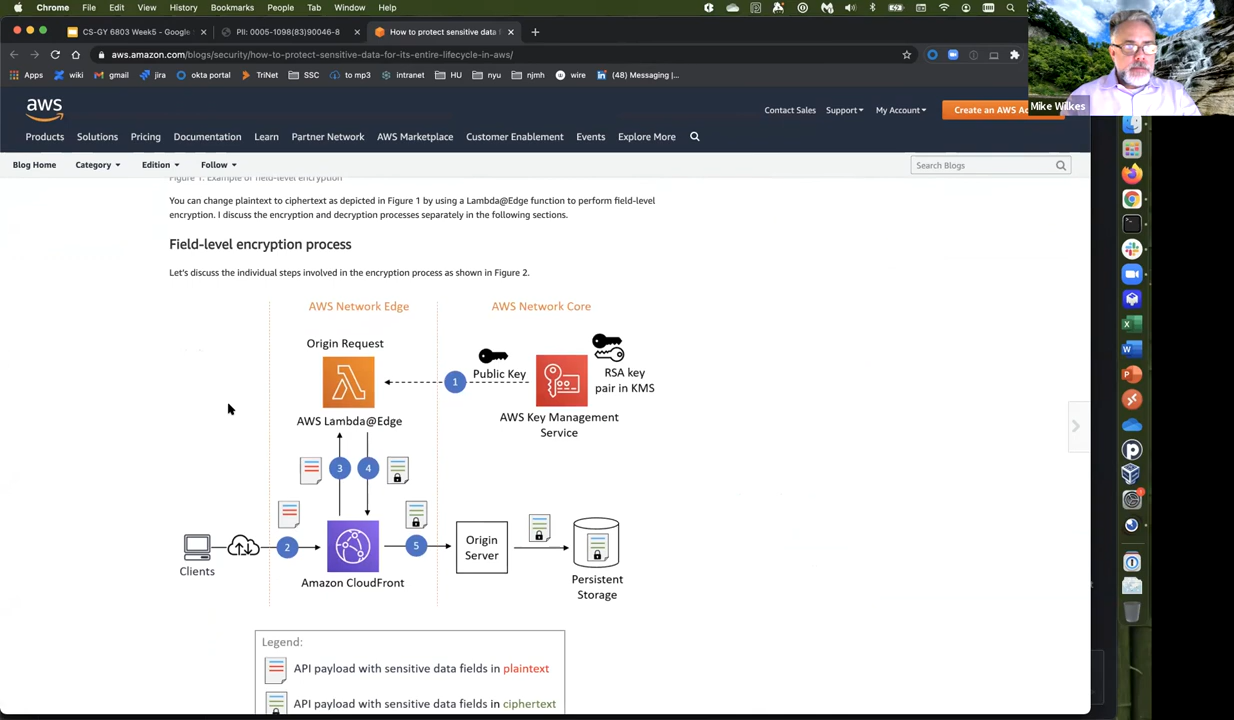 Chrome File Edit View History Bookmarks People Tab Window Help
CS-GY 6803 Week5 - Google
PII: 0005-1098(83)90046-8
How to protect sensitive data
aws.amazon.com/blogs/security/how-to-protect-sensitive-data-for-its-entire-lifecycle-in-aws/
Apps wiki gmail jira okta portal TriNet SSC to mp3 intranet HU nyu njmh wire (48) Messaging |...
Mike Wilkes
aws
Contact Sales Support My Account Create an AWS Ac
Products Solutions Pricing Documentation Learn Partner Network AWS Marketplace Customer Enablement Events Explore More
Blog Home Category Edition Follow Search Blogs
Figure 1: Example of field-level encryption
You can change plaintext to ciphertext as depicted in Figure 1 by using a Lambda@Edge function to perform field-level
encryption. I discuss the encryption and decryption processes separately in the following sections.
Field-level encryption process
Let's discuss the individual steps involved in the encryption process as shown in Figure 2.
AWS Network Edge
AWS Network Core
Origin Request
Public Key
1
RSA key
pair in KMS
AWS Lambda@Edge
AWS Key Management
Service
3
4
2
5
Origin
Server
Clients
Amazon CloudFront
Persistent
Storage
Legend:
API payload with sensitive data fields in plaintext
API payload with sensitive data fields in ciphertext